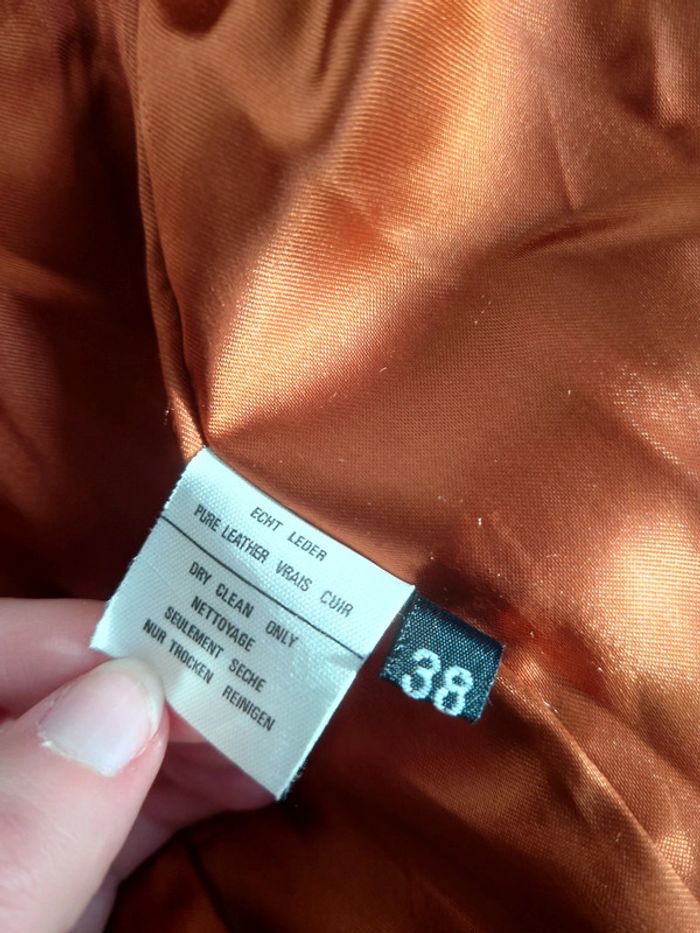 ECHT LEDER
PURE LEATHER VRAIS CUIR
DRY CLEAN ONLY
NETTOYAGE
SEULEMENT SECHE
NUR TROCKEN REINIGEN
38